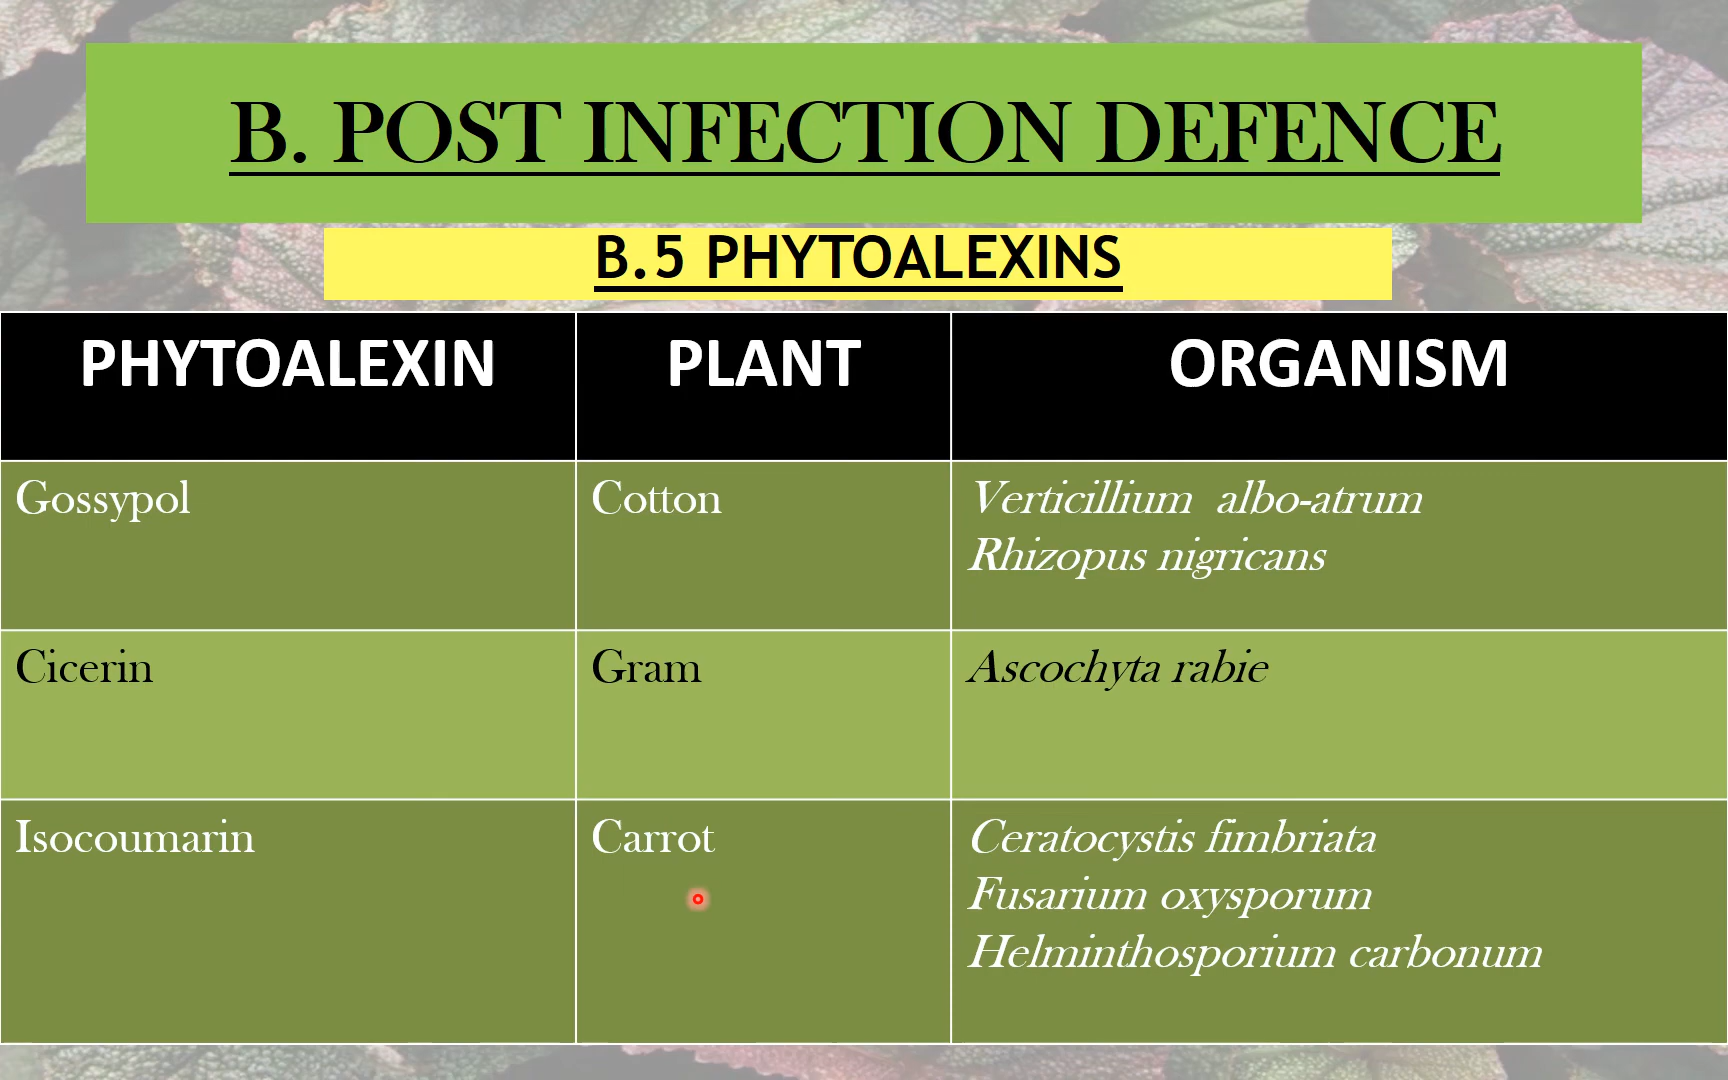 B. POST INFECTION DEFENCE
B.5 PHYTOALEXINS
PHYTOALEXIN PLANT ORGANISM
Gossypol Cotton Verticillium albo-atrum
Rhizopus nigricans
Cicerin Gram Ascochyta rabie
Isocoumarin Carrot Ceratocystis fimbriata
Fusarium oxysporum
Helminthosporium carbonum